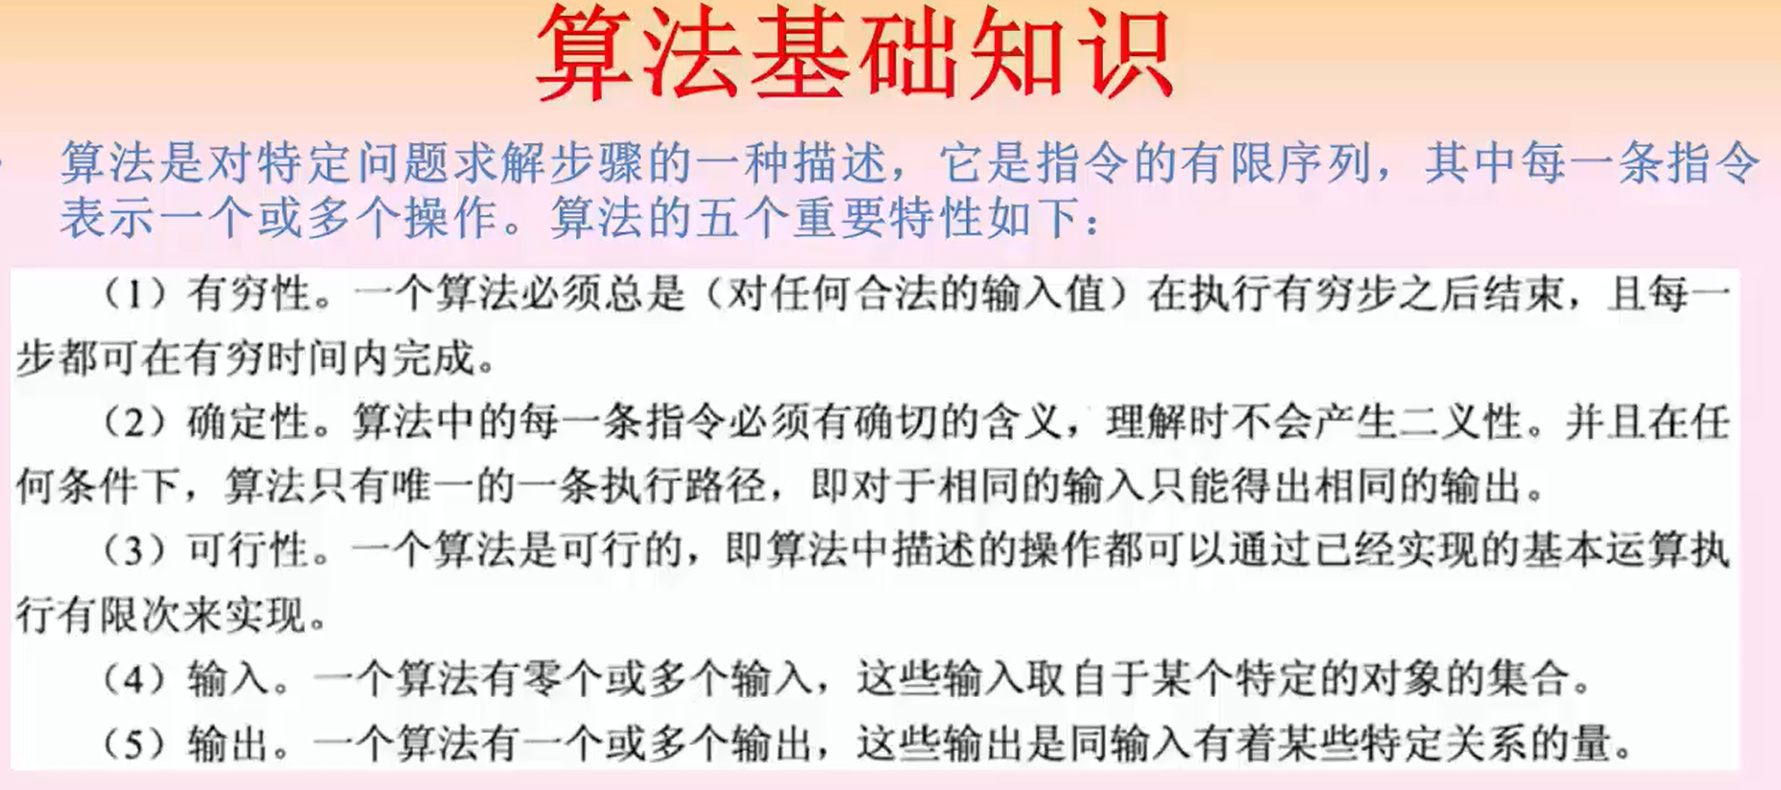 算法基础知识
算法是对特定问题求解步骤的一种描述，它是指令的有限序列，其中每一条指令
表示一个或多个操作。算法的五个重要特性如下：
（1）有穷性。一个算法必须总是（对任何合法的输入值）在执行有穷步之后结束，且每一
步都可在有穷时间内完成。
（2）确定性。算法中的每一条指令必须有确切的含义，理解时不会产生二义性。并且在任
何条件下，算法只有唯一的一条执行路径，即对于相同的输入只能得出相同的输出。
（3）可行性。一个算法是可行的，即算法中描述的操作都可以通过已经实现的基本运算执
行有限次来实现。
（4）输入。一个算法有零个或多个输入，这些输入取自于某个特定的对象的集合。
（5）输出。一个算法有一个或多个输出，这些输出是同输入有着某些特定关系的量。